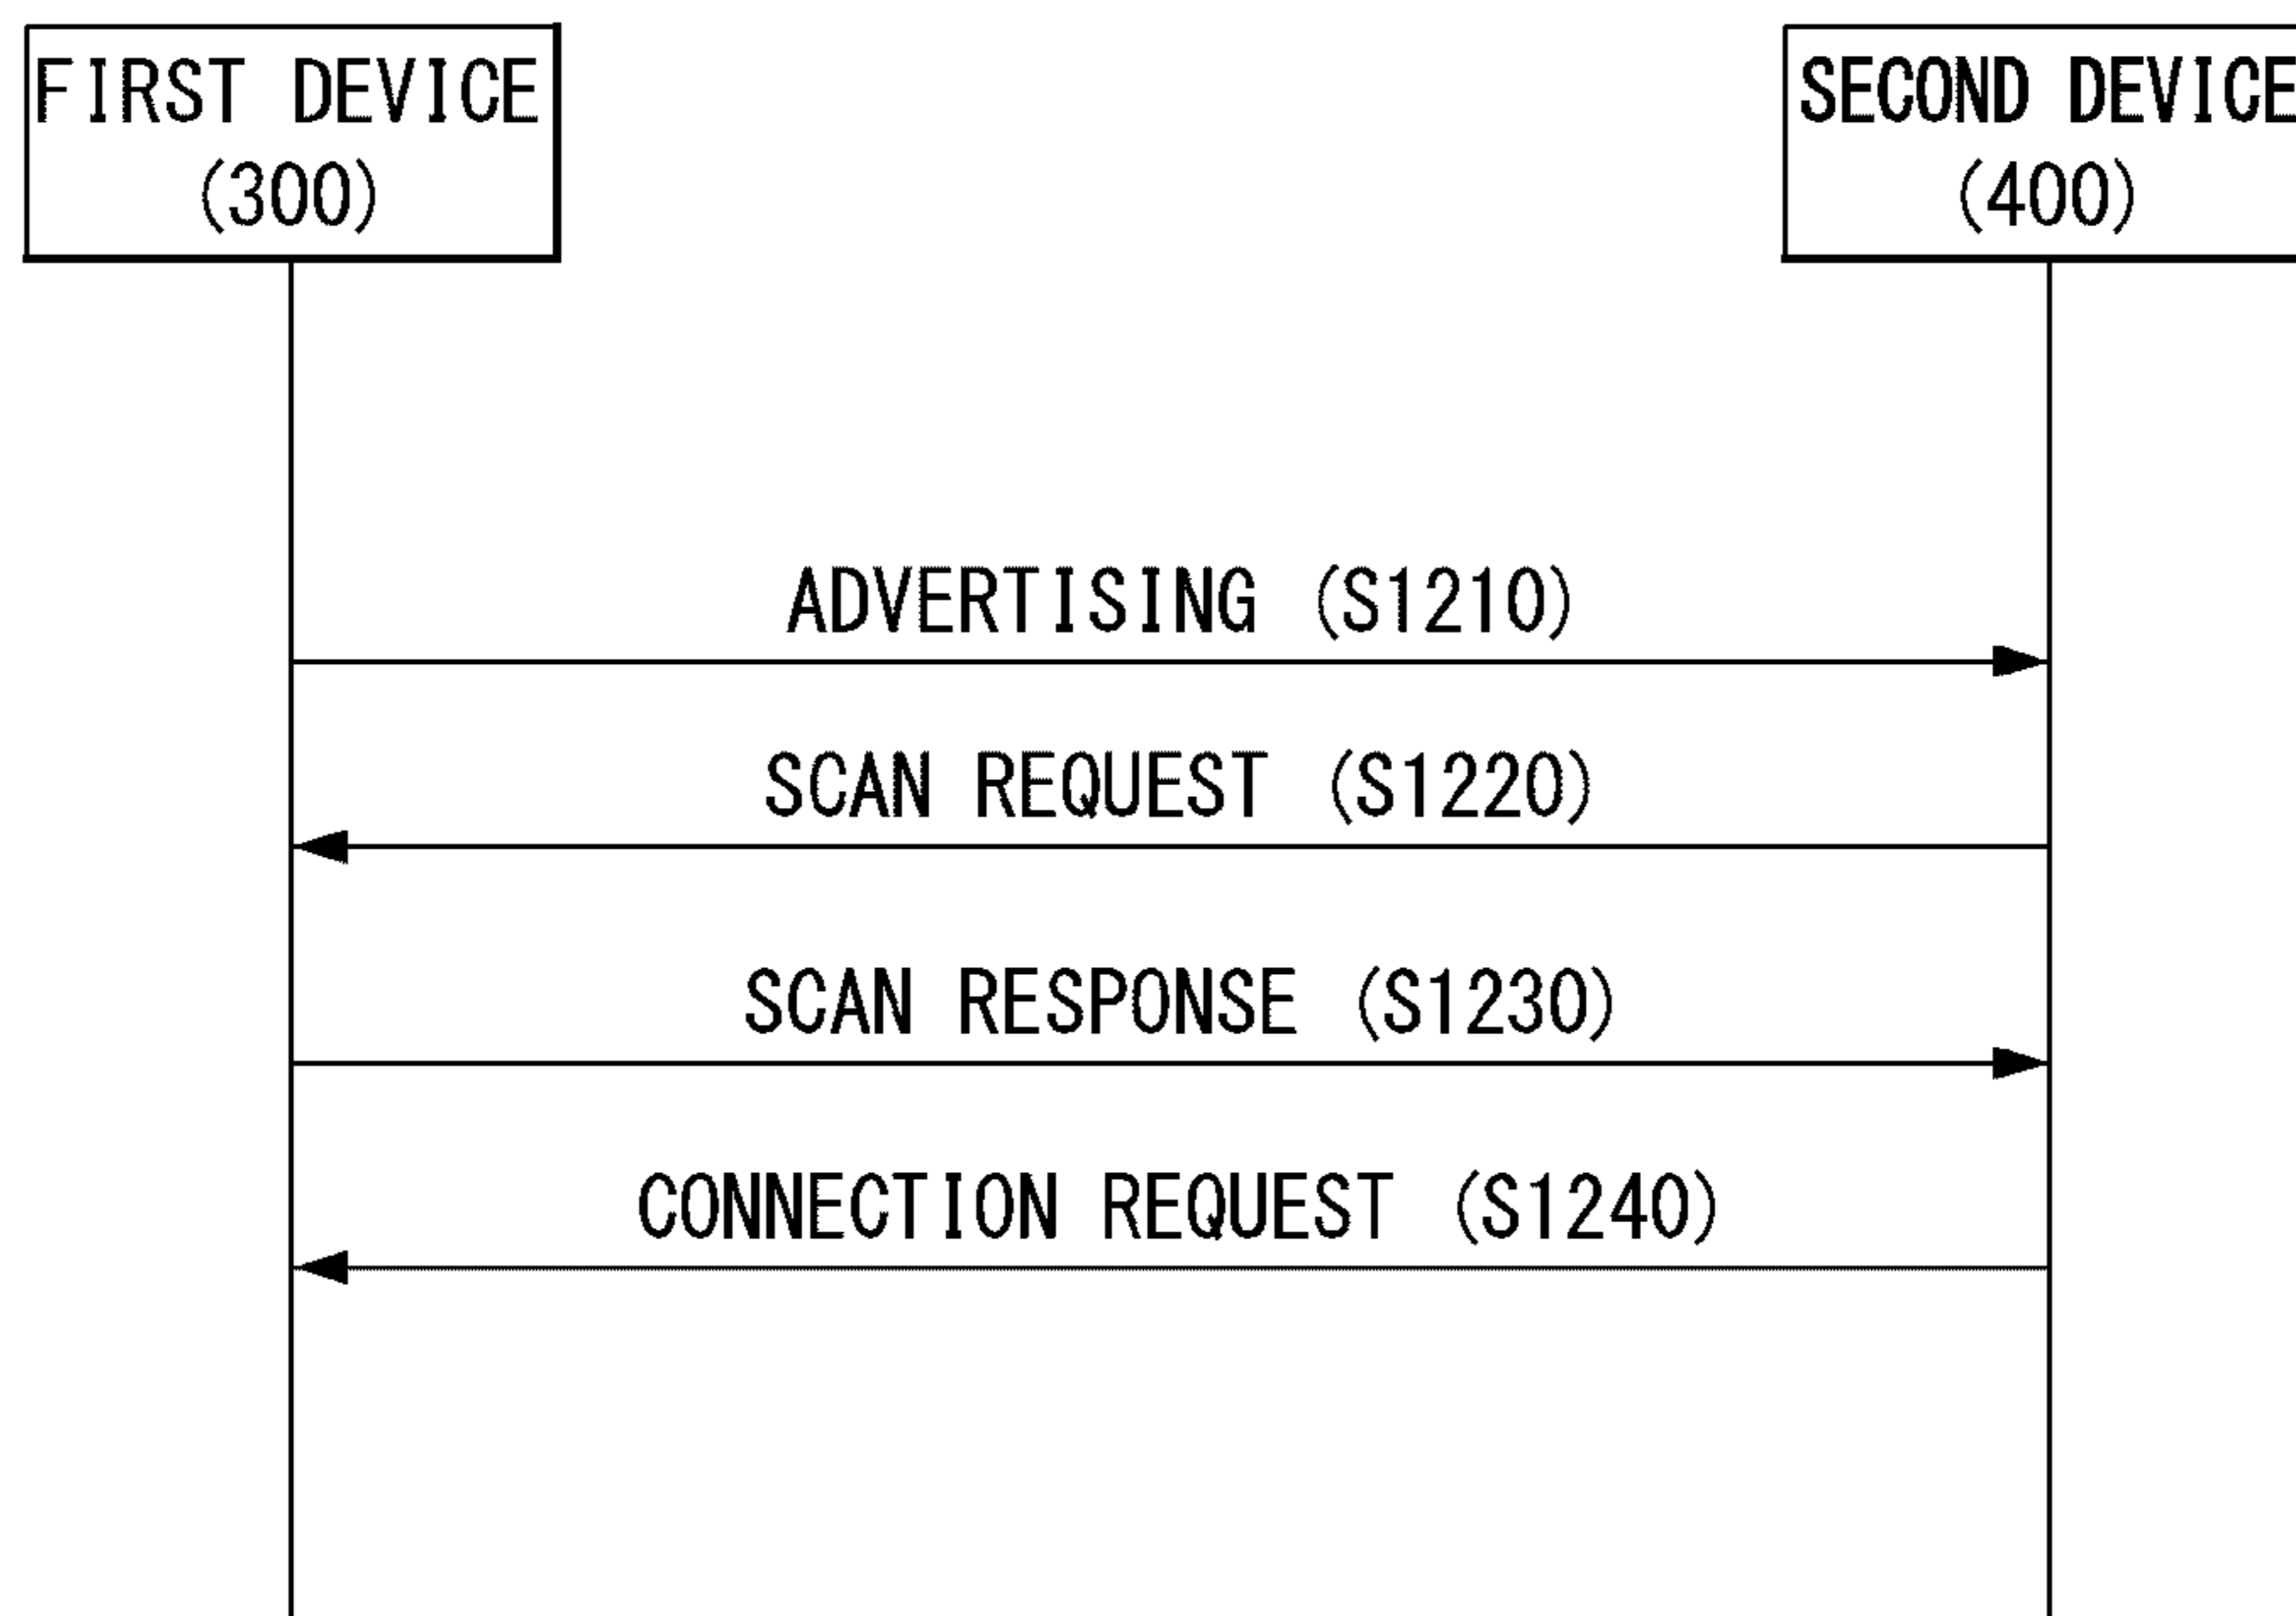 FIRST DEVICE
(300)
SECOND DEVICE
(400)
ADVERTISING (S1210)
SCAN REQUEST (S1220)
SCAN RESPONSE (S1230)
CONNECTION REQUEST (S1240)